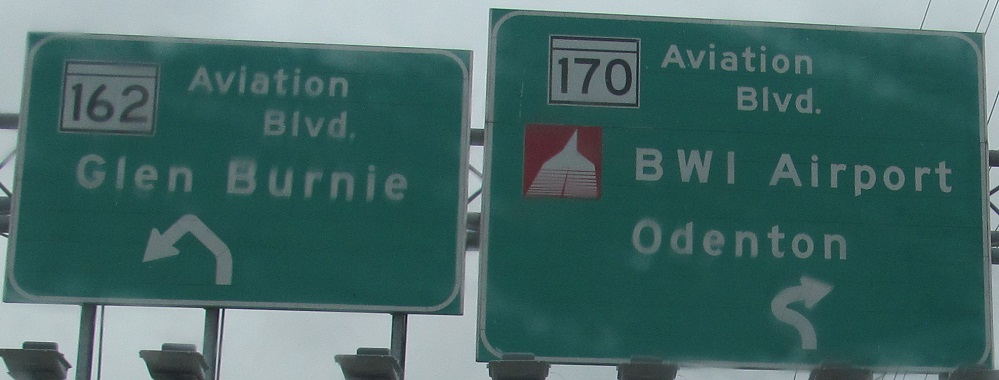 162 Aviation
Blvd.
Glen Burnie
170 Aviation
Blvd.
BWI Airport
Odenton